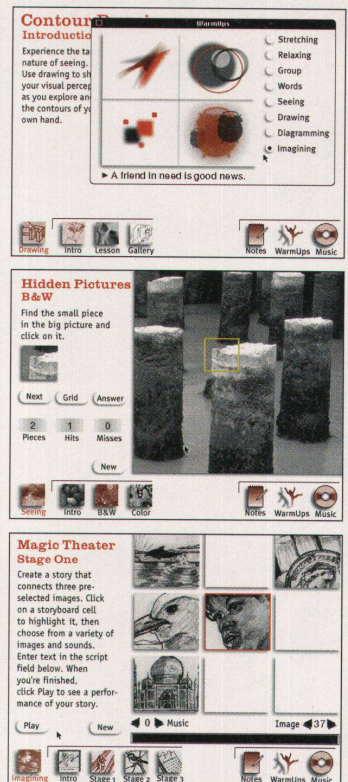 Contour
Introductio
Experience the ta
nature of seeing.
Use drawing to sh
your visual percep
as you explore an
the contours of yo
own hand.
WarmUps
Stretching
Relaxing
Group
Words
Seeing
Drawing
Diagramming
Imagining
A friend in need is good news.
Drawing Intro Lesson Gallery Notes WarmUps Music
Hidden Pictures
B&W
Find the small piece
in the big picture and
click on it.
Next Grid Answer
2 1 0
Pieces Hits Misses
New
Seeing Intro B&W Color Notes WarmUps Music
Magic Theater
Stage One
Create a story that
connects three pre-
selected images. Click
on a storyboard cell
to highlight it, then
choose from a variety of
images and sounds.
Enter text in the script
field below. When
you're finished,
click Play to see a perfor-
mance of your story.
Play New 0 Music Image 37
Imagining Intro Stage 1 Stage 2 Stage 3 Notes WarmUps Music